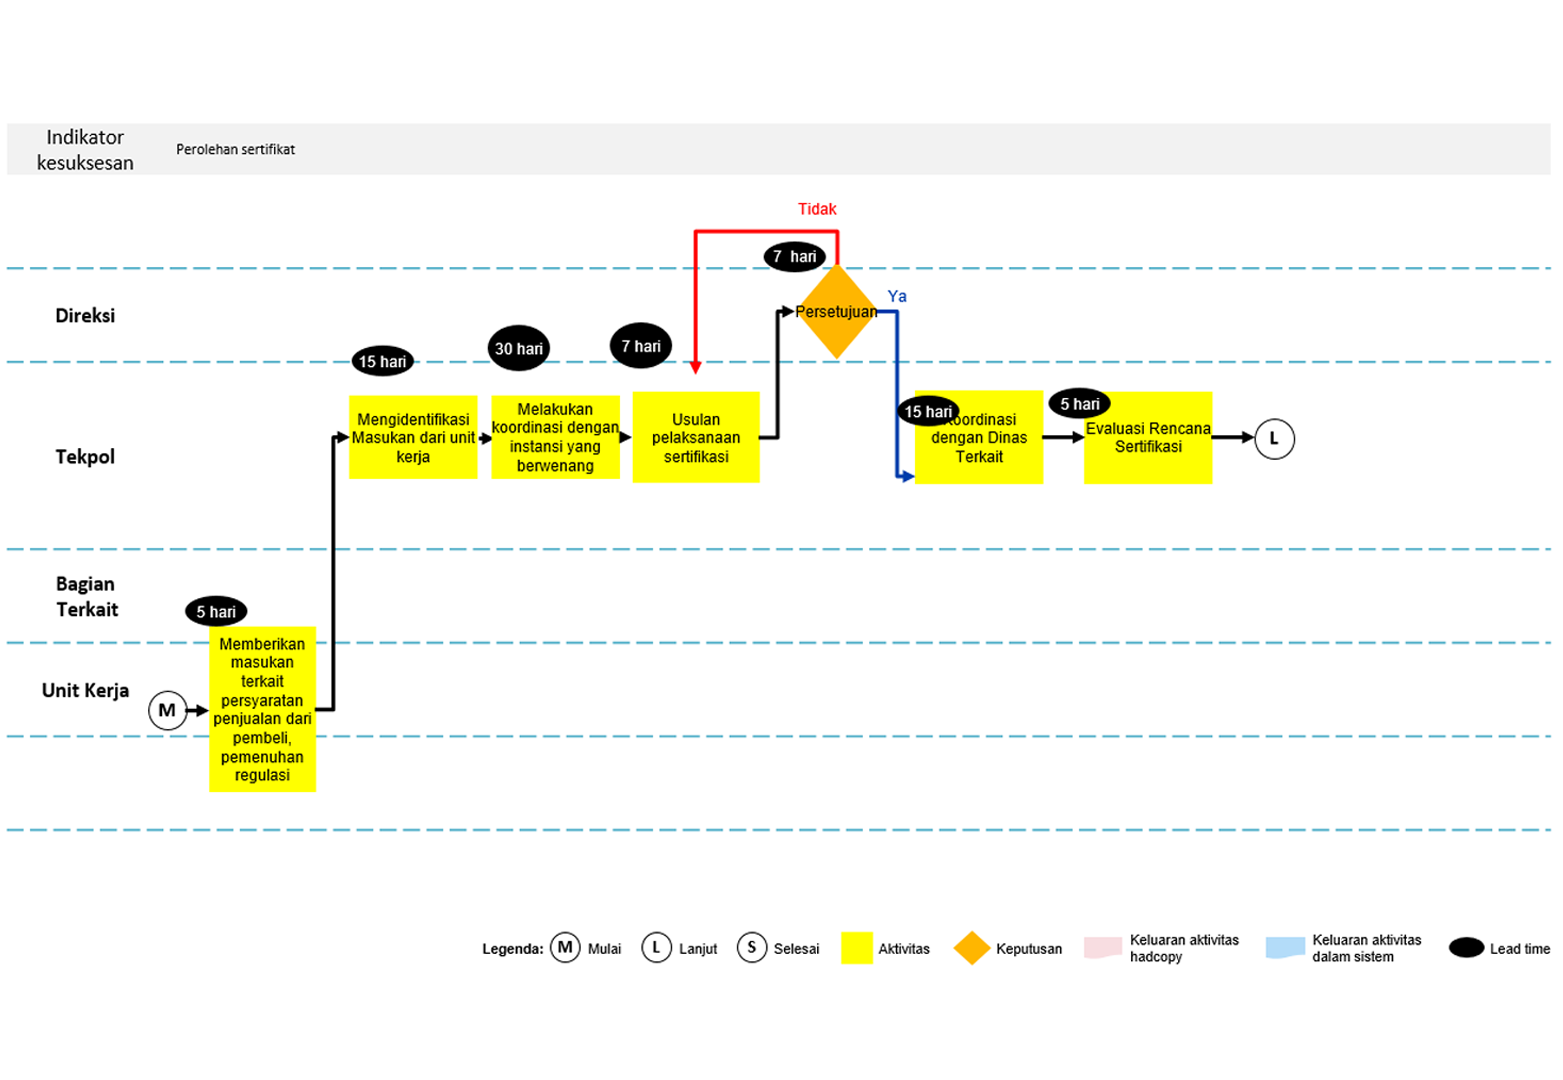 Indikator
kesuksesan
Perolehan sertifikat
Tidak
7 hari
Direksi
Persetujuan
Ya
15 hari
30 hari
7 hari
Tekpol
Mengidentifikasi
Masukan dari unit
kerja
Melakukan
koordinasi dengan
instansi yang
berwenang
Usulan
pelaksanaan
sertifikasi
15 hari
Koordinasi
dengan Dinas
Terkait
5 hari
Evaluasi Rencana
Sertifikasi
L
Bagian
Terkait
5 hari
Unit Kerja
M
Memberikan
masukan
terkait
persyaratan
penjualan dari
pembeli,
pemenuhan
regulasi
Legenda:
M
Mulai
L
Lanjut
S
Selesai
Aktivitas
Keputusan
Keluaran aktivitas
hadcopy
Keluaran aktivitas
dalam sistem
Lead time